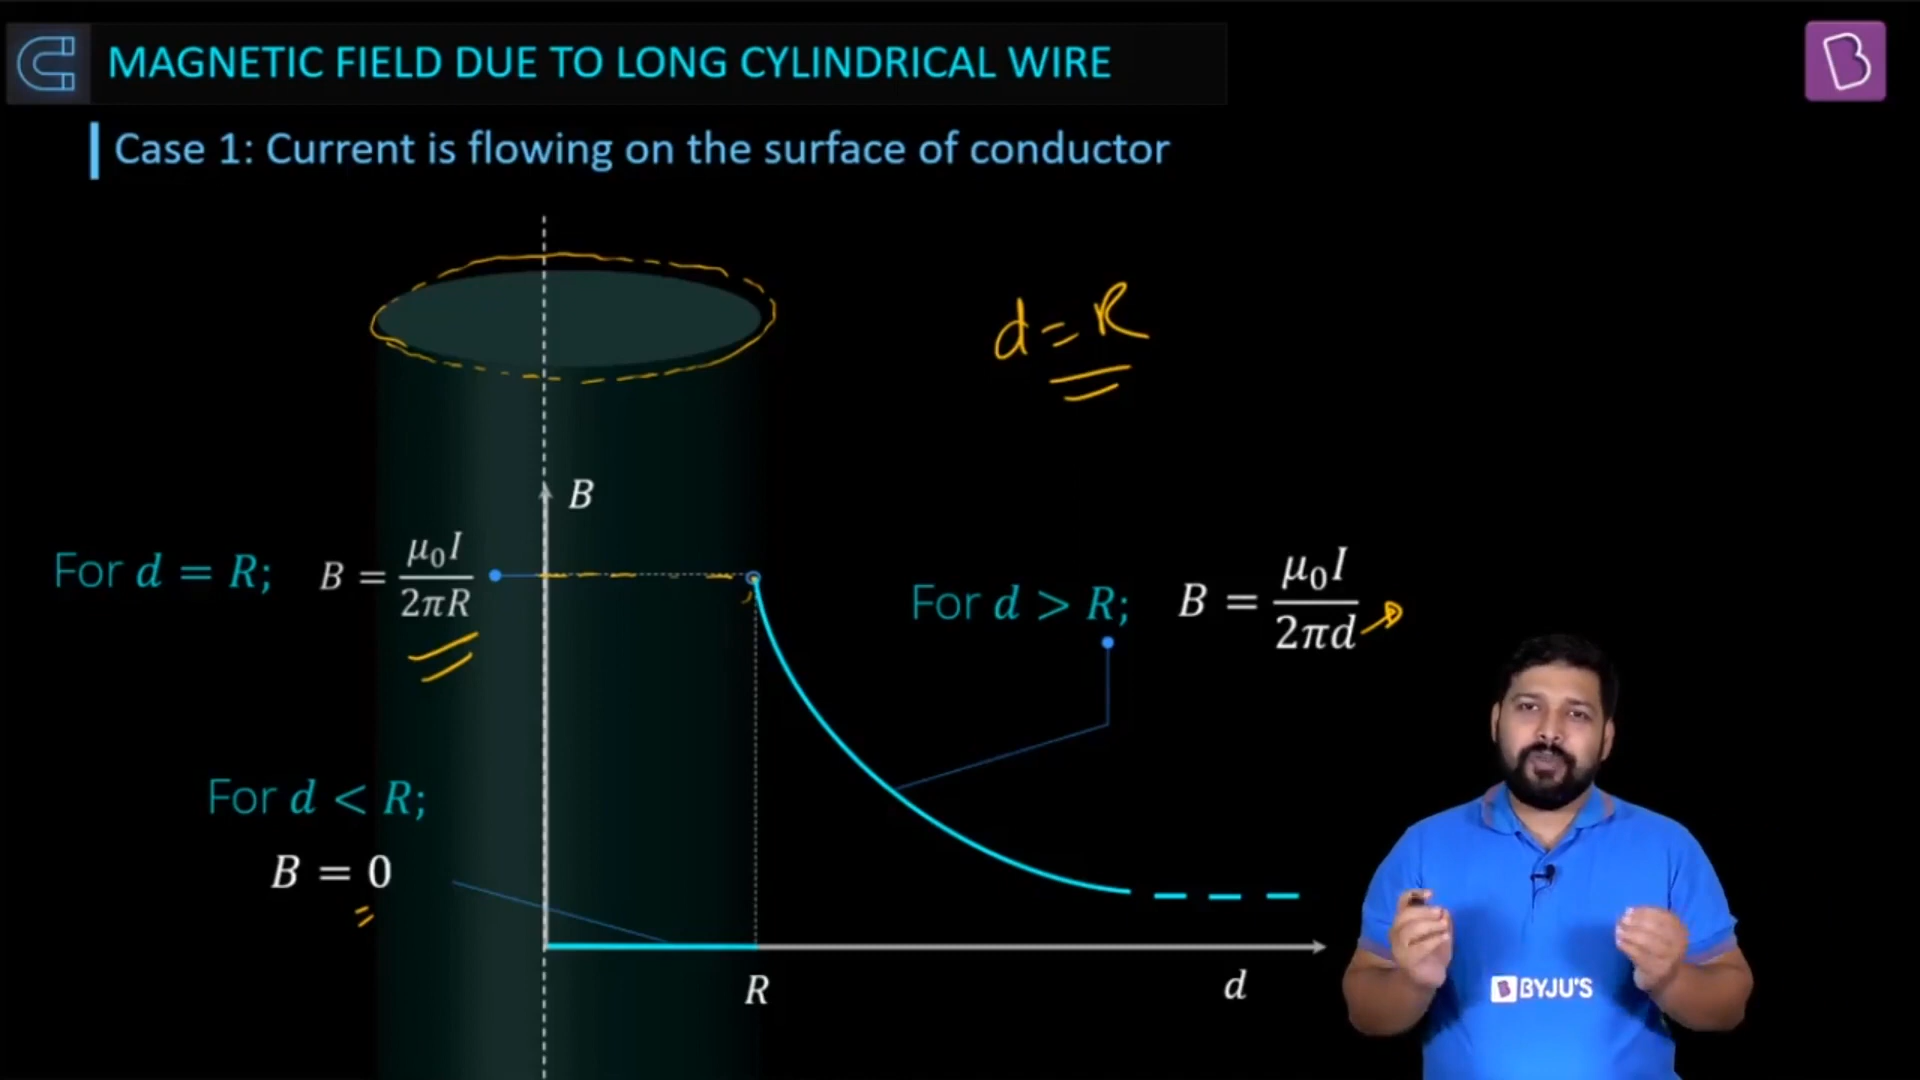 MAGNETIC FIELD DUE TO LONG CYLINDRICAL WIRE
B
Case 1: Current is flowing on the surface of conductor
d = R
B
For d = R; B = μ₀I / 2πR
For d > R; B = μ₀I / 2πd
For d < R;
B = 0
R
d
B BYJU'S